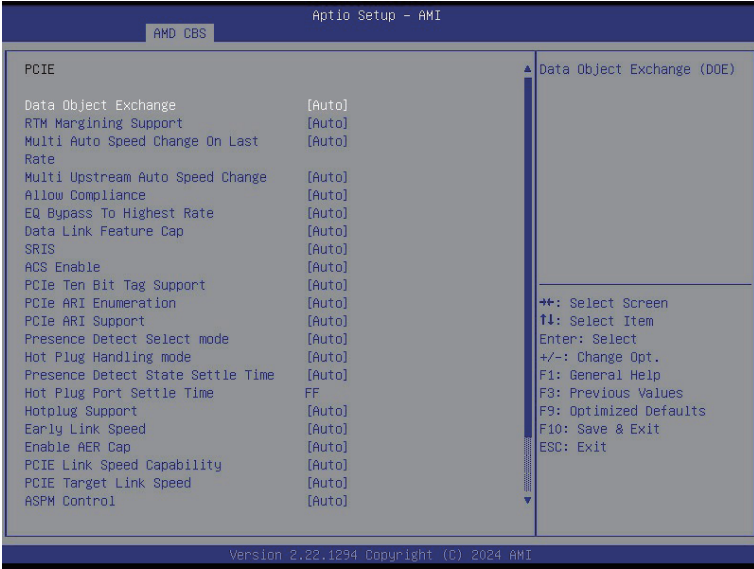 Aptio Setup – AMI
AMD CBS
PCIE
Data Object Exchange [Auto]
RTM Margining Support [Auto]
Multi Auto Speed Change On Last [Auto]
Rate
Multi Upstream Auto Speed Change [Auto]
Allow Compliance [Auto]
EQ Bypass To Highest Rate [Auto]
Data Link Feature Cap [Auto]
SRIS [Auto]
ACS Enable [Auto]
PCIe Ten Bit Tag Support [Auto]
PCIe ARI Enumeration [Auto]
PCIe ARI Support [Auto]
Presence Detect Select mode [Auto]
Hot Plug Handling mode [Auto]
Presence Detect State Settle Time [Auto]
Hot Plug Port Settle Time FF
Hotplug Support [Auto]
Early Link Speed [Auto]
Enable AER Cap [Auto]
PCIE Link Speed Capability [Auto]
PCIE Target Link Speed [Auto]
ASPM Control [Auto]
Data Object Exchange (DOE)
→←: Select Screen
↑↓: Select Item
Enter: Select
+/-: Change Opt.
F1: General Help
F3: Previous Values
F9: Optimized Defaults
F10: Save & Exit
ESC: Exit
Version 2.22.1294 Copyright (C) 2024 AMI